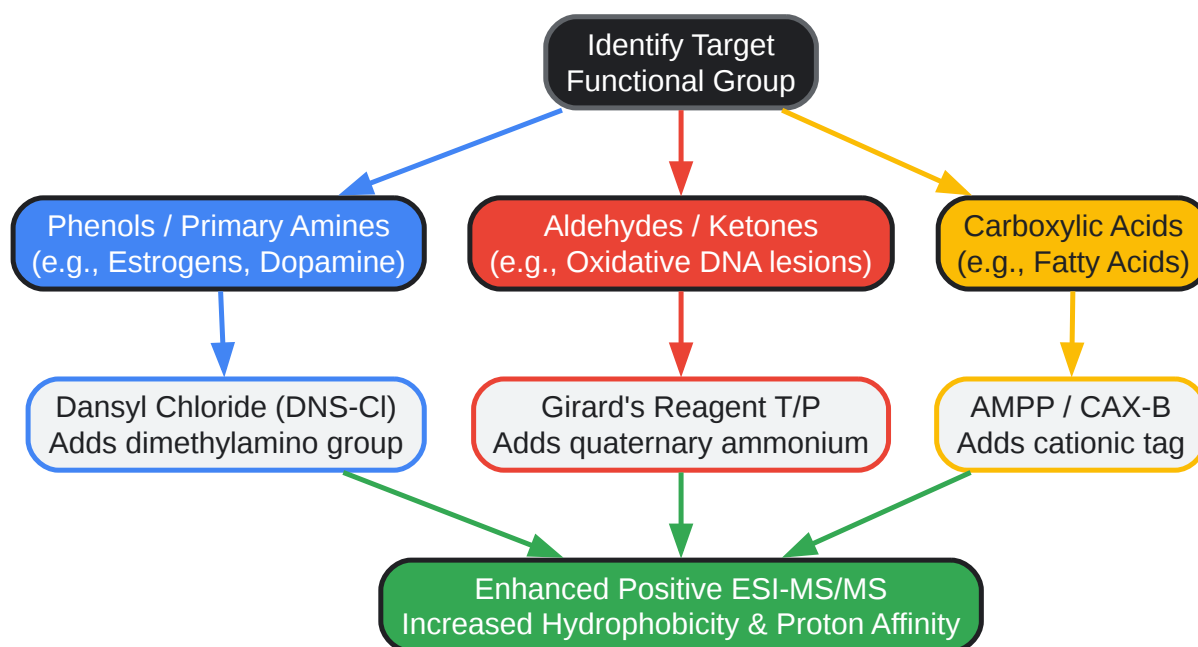 Identify Target
Functional Group
Phenols / Primary Amines
(e.g., Estrogens, Dopamine)
Aldehydes / Ketones
(e.g., Oxidative DNA lesions)
Carboxylic Acids
(e.g., Fatty Acids)
Dansyl Chloride (DNS-Cl)
Adds dimethylamino group
Girard's Reagent T/P
Adds quaternary ammonium
AMPP / CAX-B
Adds cationic tag
Enhanced Positive ESI-MS/MS
Increased Hydrophobicity & Proton Affinity